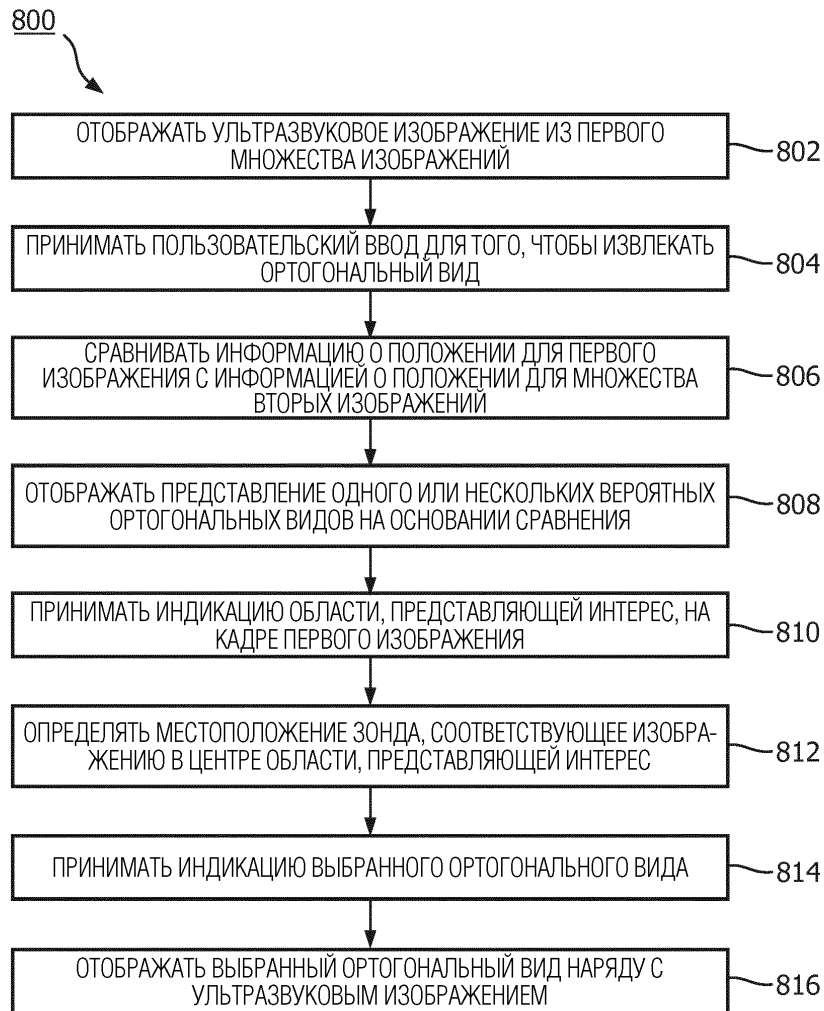 800
ОТОБРАЖАТЬ УЛЬТРАЗВУКОВОЕ ИЗОБРАЖЕНИЕ ИЗ ПЕРВОГО
МНОЖЕСТВА ИЗОБРАЖЕНИЙ
802
ПРИНИМАТЬ ПОЛЬЗОВАТЕЛЬСКИЙ ВВОД ДЛЯ ТОГО, ЧТОБЫ ИЗВЛЕКАТЬ
ОРТОГОНАЛЬНЫЙ ВИД
804
СРАВНИВАТЬ ИНФОРМАЦИЮ О ПОЛОЖЕНИИ ДЛЯ ПЕРВОГО
ИЗОБРАЖЕНИЯ С ИНФОРМАЦИЕЙ О ПОЛОЖЕНИИ ДЛЯ МНОЖЕСТВА
ВТОРЫХ ИЗОБРАЖЕНИЙ
806
ОТОБРАЖАТЬ ПРЕДСТАВЛЕНИЕ ОДНОГО ИЛИ НЕСКОЛЬКИХ ВЕРОЯТНЫХ
ОРТОГОНАЛЬНЫХ ВИДОВ НА ОСНОВАНИИ СРАВНЕНИЯ
808
ПРИНИМАТЬ ИНДИКАЦИЮ ОБЛАСТИ, ПРЕДСТАВЛЯЮЩЕЙ ИНТЕРЕС, НА
КАДРЕ ПЕРВОГО ИЗОБРАЖЕНИЯ
810
ОПРЕДЕЛЯТЬ МЕСТОПОЛОЖЕНИЕ ЗОНДА, СООТВЕТСТВУЮЩЕЕ ИЗОБРА-
ЖЕНИЮ В ЦЕНТРЕ ОБЛАСТИ, ПРЕДСТАВЛЯЮЩЕЙ ИНТЕРЕС
812
ПРИНИМАТЬ ИНДИКАЦИЮ ВЫБРАННОГО ОРТОГОНАЛЬНОГО ВИДА
814
ОТОБРАЖАТЬ ВЫБРАННЫЙ ОРТОГОНАЛЬНЫЙ ВИД НАРЯДУ С
УЛЬТРАЗВУКОВЫМ ИЗОБРАЖЕНИЕМ
816